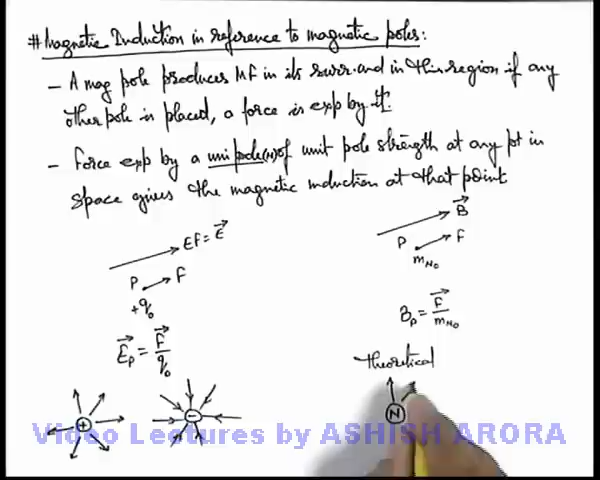 # Magnetic Induction in reference to magnetic poles:
- A mag pole produces MF in its surr. and in this region if any
other pole is placed, a force is exp by it.
- Force exp by a unipole(N) of unit pole strength at any pt in
space gives the magnetic induction at that point
EF = E⃗
P F
+q₀
E⃗ₚ = F⃗/q₀
+ −
B⃗
P F
m_N₀
Bₚ = F⃗/m_N₀
theoretical
N
Video Lectures by ASHISH ARORA